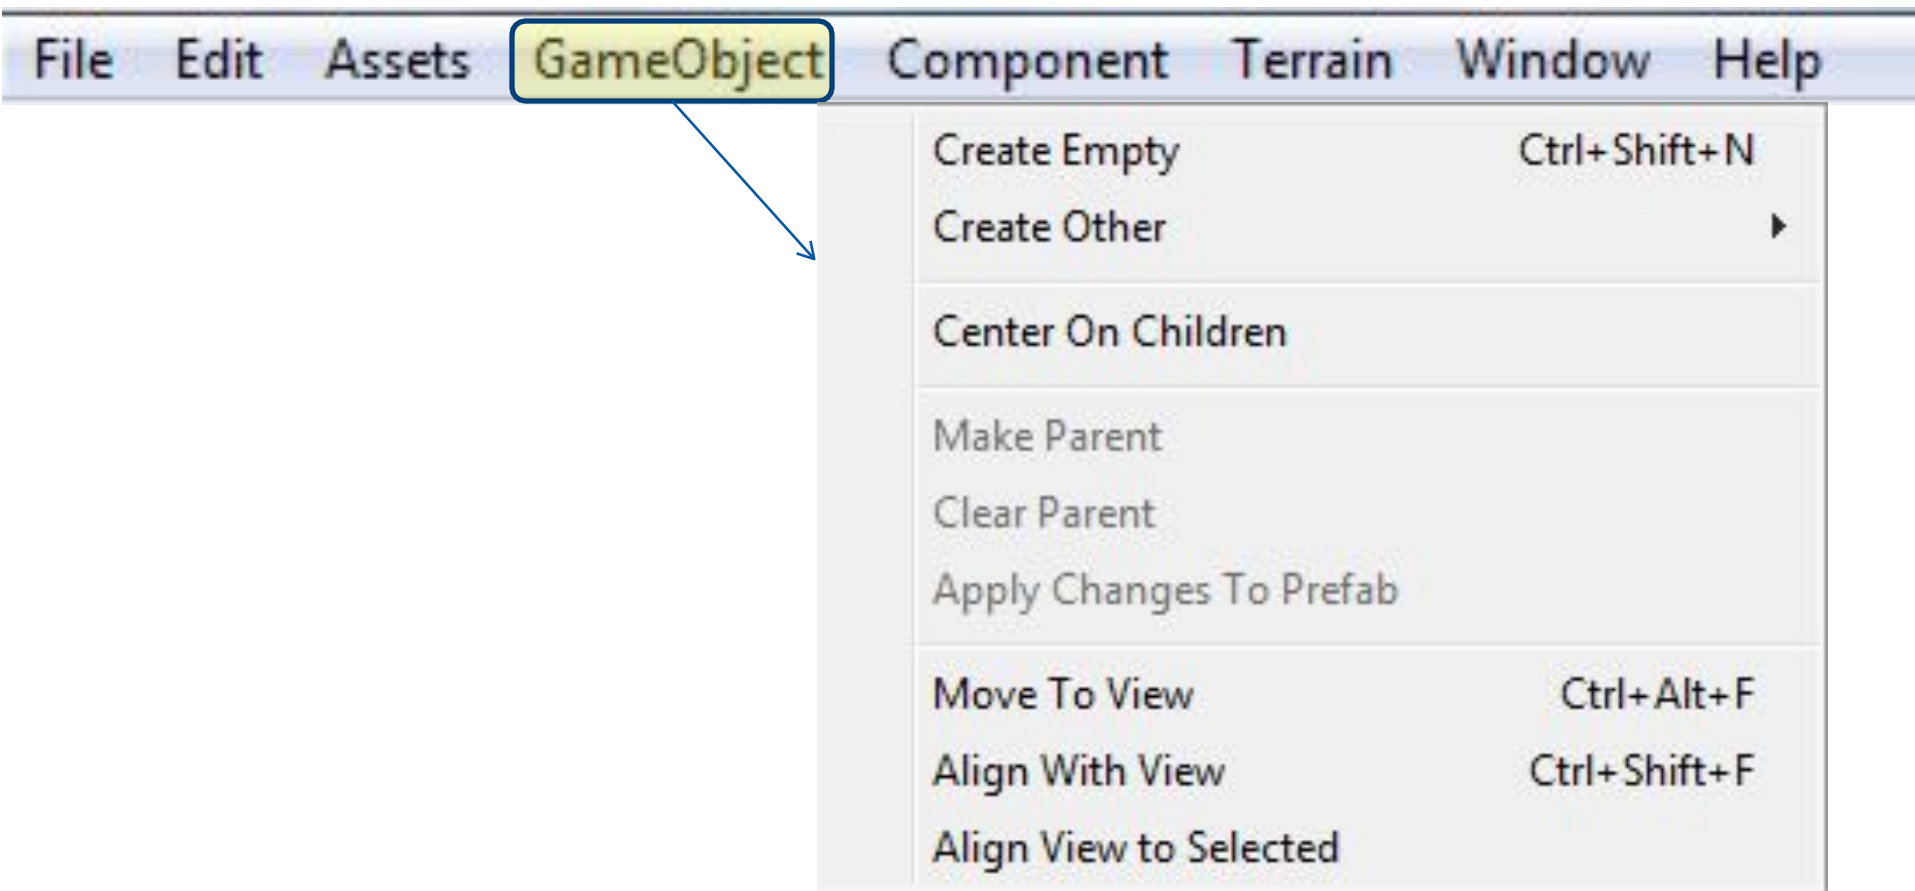 File Edit Assets GameObject Component Terrain Window Help
Create Empty Ctrl+Shift+N
Create Other
Center On Children
Make Parent
Clear Parent
Apply Changes To Prefab
Move To View Ctrl+Alt+F
Align With View Ctrl+Shift+F
Align View to Selected